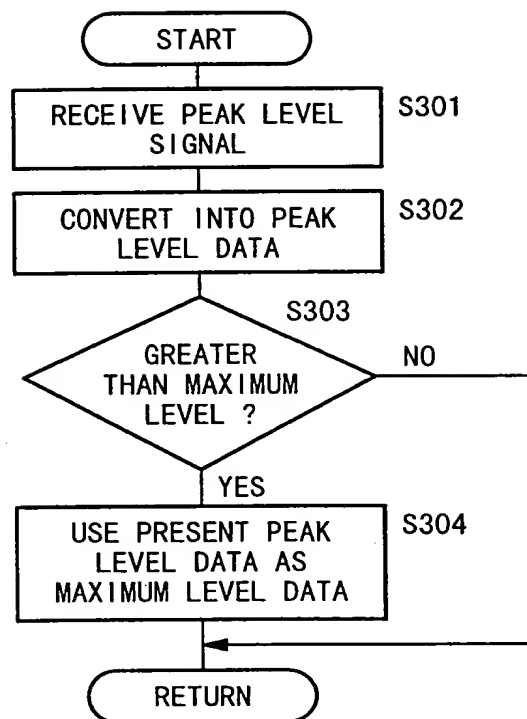 START
RECEIVE PEAK LEVEL
SIGNAL
S301
CONVERT INTO PEAK
LEVEL DATA
S302
S303
GREATER
THAN MAXIMUM
LEVEL ?
NO
YES
USE PRESENT PEAK
LEVEL DATA AS
MAXIMUM LEVEL DATA
S304
RETURN